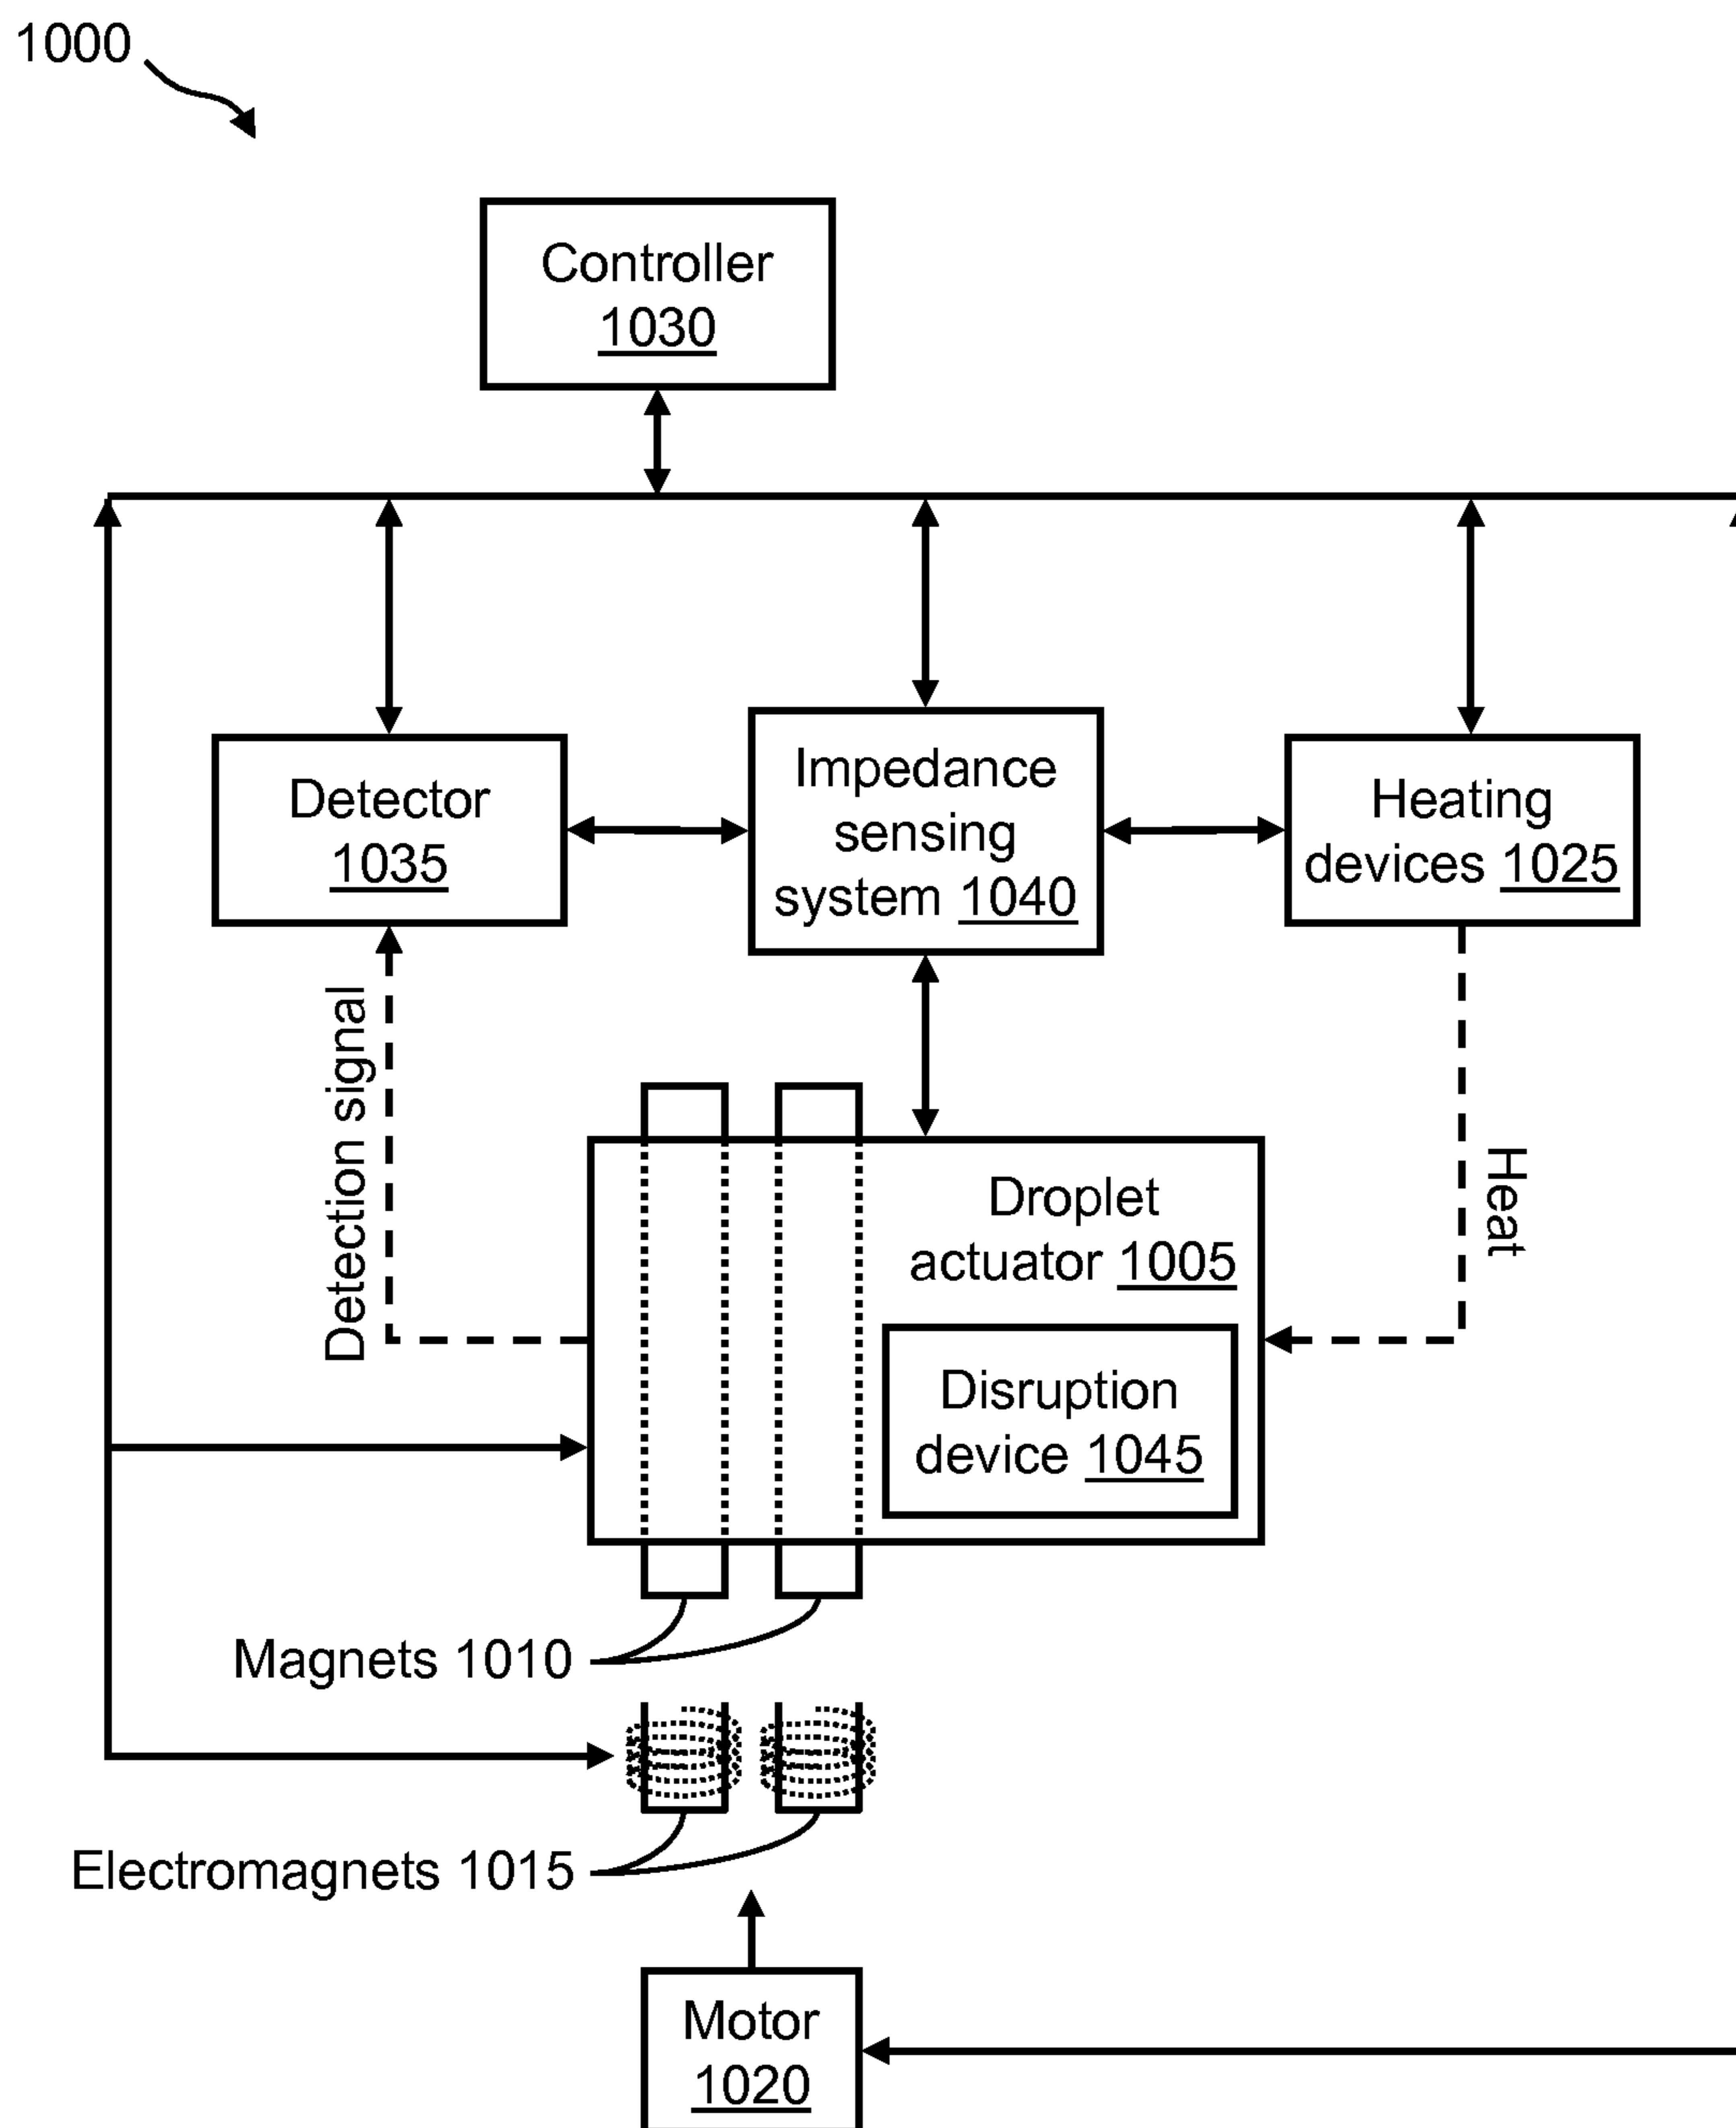 1000
Controller
1030
Detector
1035
Impedance
sensing
system 1040
Heating
devices 1025
Detection signal
Heat
Droplet
actuator 1005
Disruption
device 1045
Magnets 1010
Electromagnets 1015
Motor
1020